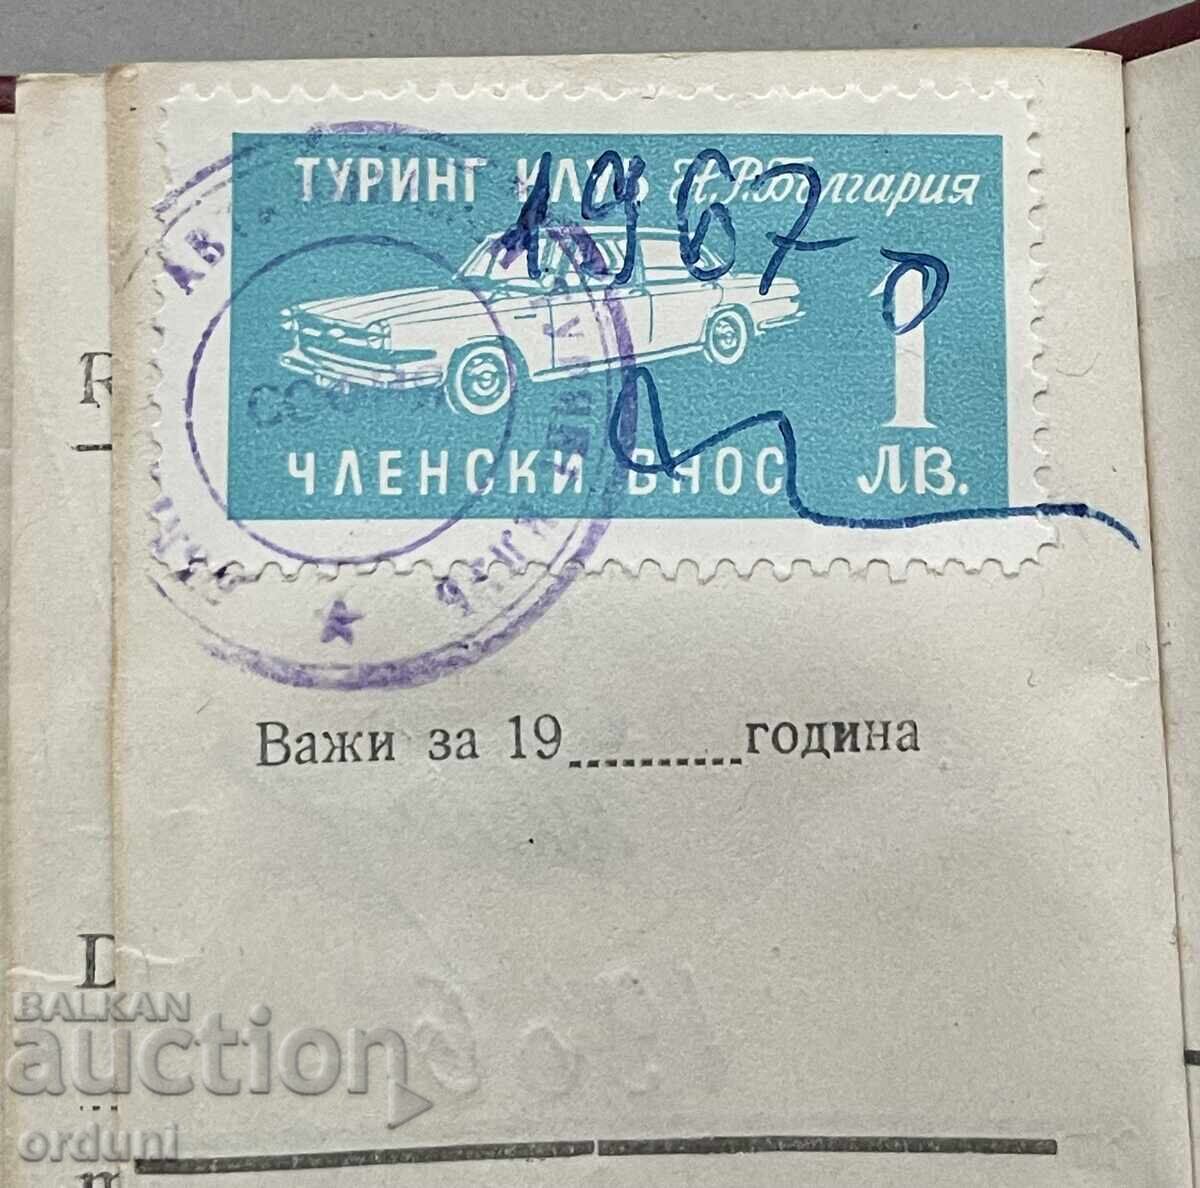 ТУРИНГ КЛУБ Н.Р.България
1967
1
ЧЛЕНСКИ ВНОС
ЛВ.
Важи за 19 година
BALKAN
auction
orduni